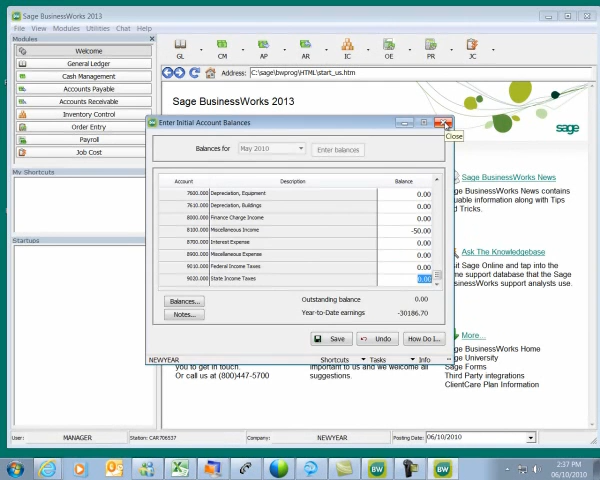 Sage BusinessWorks 2013
File View Modules Utilities Chat Help
Modules
Welcome
General Ledger
Cash Management
Accounts Payable
Accounts Receivable
Inventory Control
Order Entry
Payroll
Job Cost
My Shortcuts
Startups
GL CM AP AR IC OE PR JC
Address: C:\sage\bwprog\HTML\start_us.htm
Sage BusinessWorks 2013
sage
Enter Initial Account Balances
Close
Balances for May 2010 Enter balances
Account Description Balance
7600.000 Depreciation, Equipment 0.00
7610.000 Depreciation, Buildings 0.00
8000.000 Finance Charge Income 0.00
8100.000 Miscellaneous Income -50.00
8700.000 Interest Expense 0.00
8900.000 Miscellaneous Expense 0.00
9010.000 Federal Income Taxes 0.00
9020.000 State Income Taxes 0.00
Balances... Outstanding balance 0.00
Notes... Year-to-Date earnings -30186.70
Save Undo How Do I...
NEWYEAR Shortcuts Tasks Info
Sage BusinessWorks News
Sage BusinessWorks News contains
uable information along with Tips
d Tricks.
Ask The Knowledgebase
it Sage Online and tap into the
e support database that the Sage
sinessWorks support analysts use.
More...
ge BusinessWorks Home
ge University
ge Forms
Third Party integrations
ClientCare Plan Information
you to get in touch.
Or call us at (800)447-5700
important to us and we welcome all
suggestions.
User: MANAGER Station: CAR706537 Company: NEWYEAR Posting Date: 06/10/2010
BW BW
2:37 PM
06/10/2010